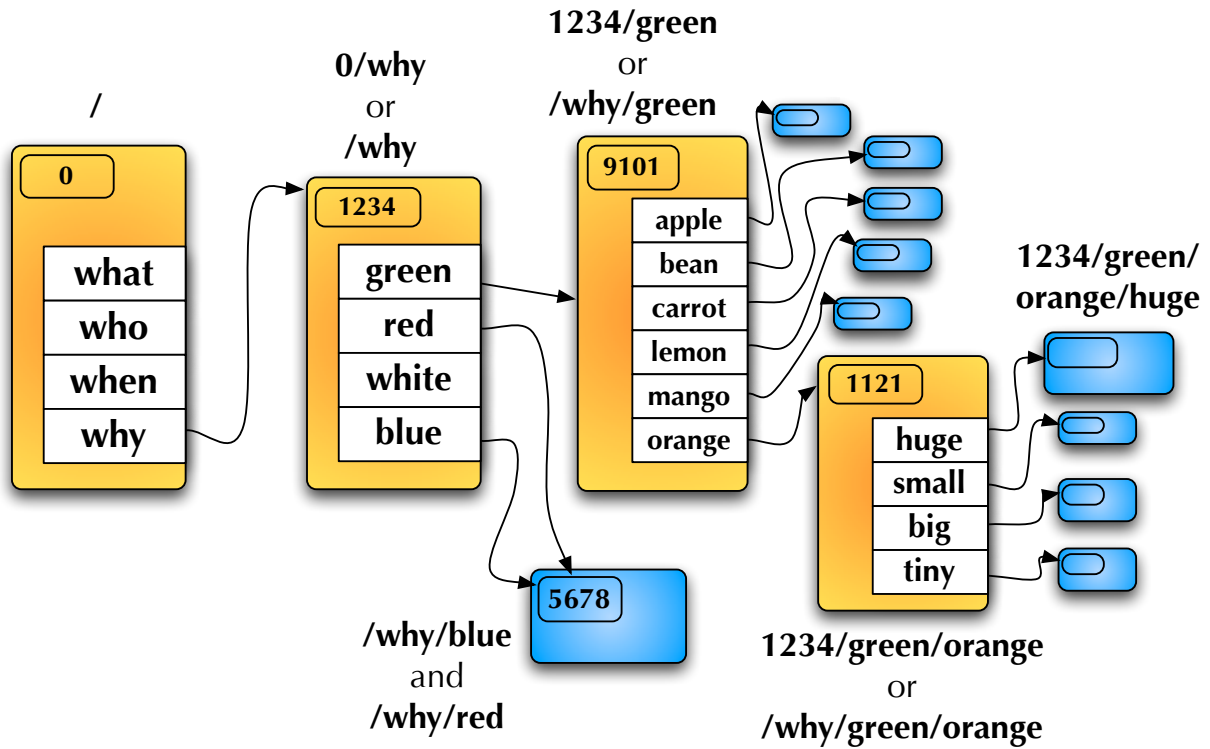 /
0
what
who
when
why
0/why
or
/why
1234
green
red
white
blue
1234/green
or
/why/green
9101
apple
bean
carrot
lemon
mango
orange
5678
/why/blue
and
/why/red
1121
huge
small
big
tiny
1234/green/orange
or
/why/green/orange
1234/green/
orange/huge